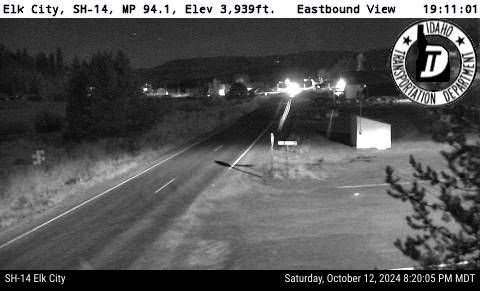 Elk City, SH-14, MP 94.1, Elev 3,939ft. Eastbound View 19:11:01
IDAHO
TRANSPORTATION DEPARTMENT
SH-14 Elk City Saturday, October 12, 2024 8:20:05 PM MDT